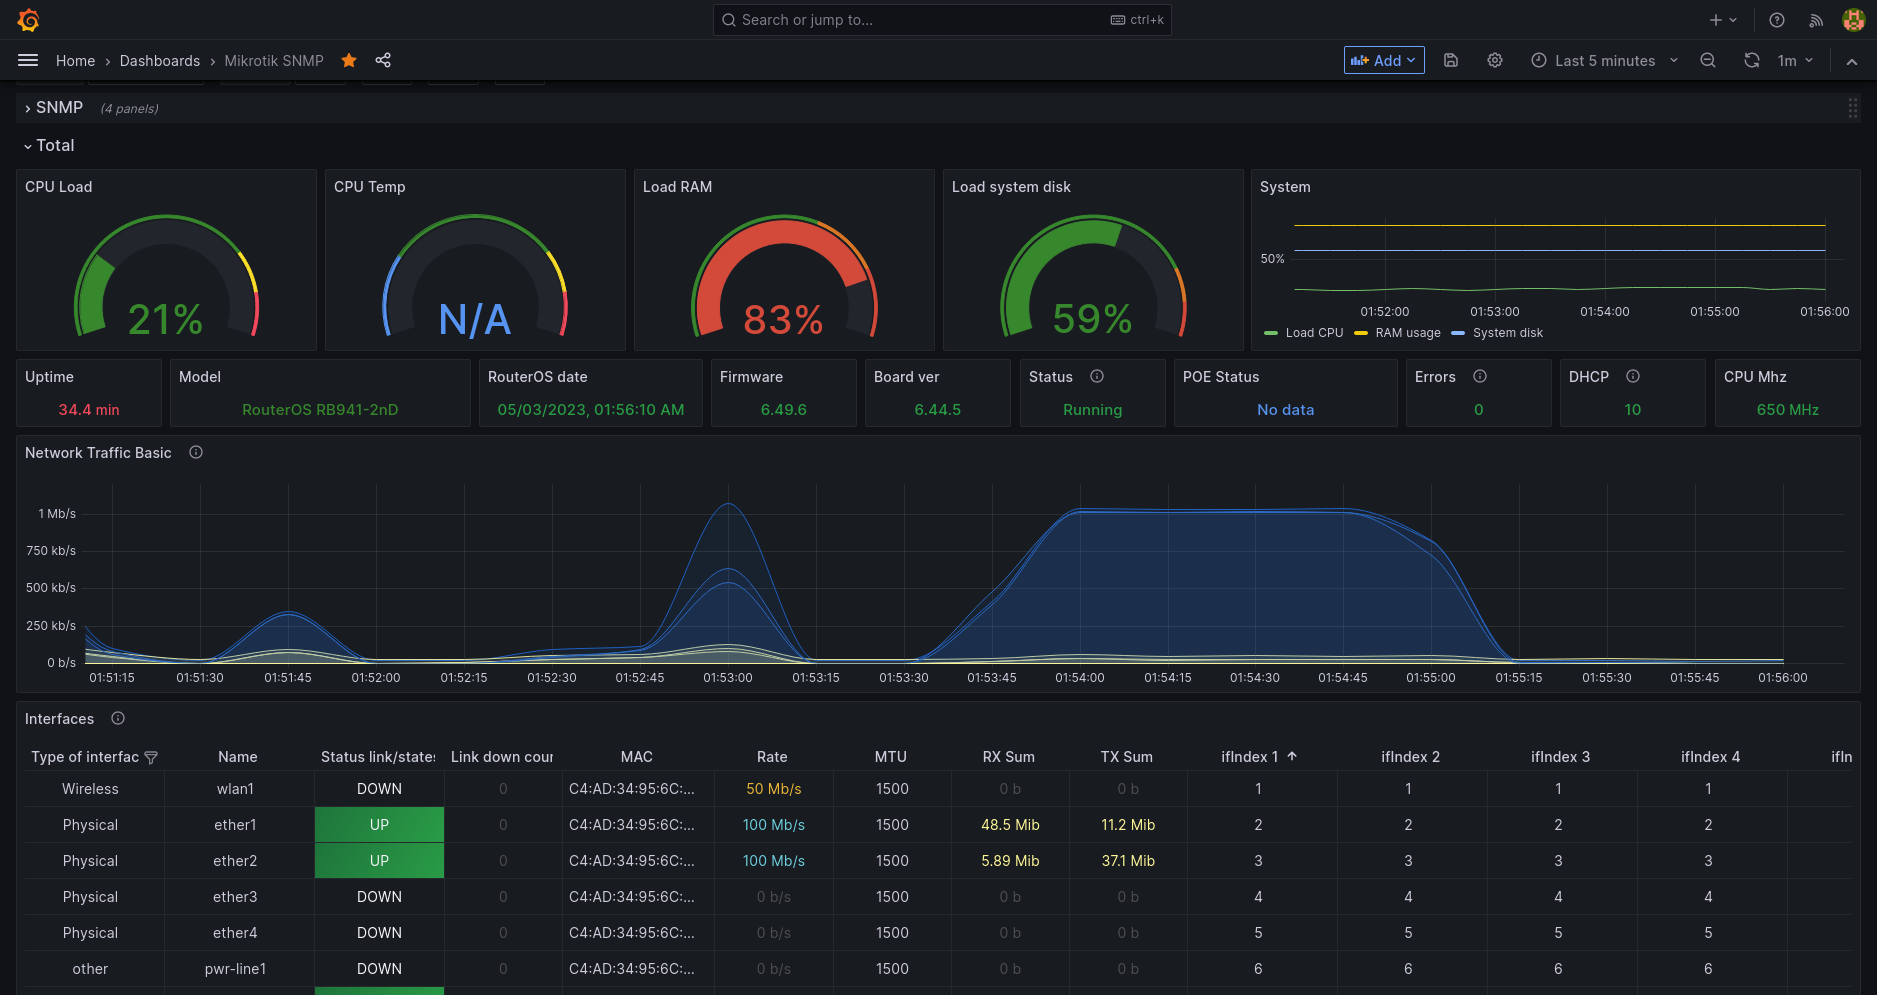 Search or jump to... ctrl+k
Home › Dashboards › Mikrotik SNMP Add Last 5 minutes 1m
SNMP (4 panels)
Total
CPU Load CPU Temp Load RAM Load system disk System
21% N/A 83% 59%
50%
01:52:00 01:53:00 01:54:00 01:55:00 01:56:00
Load CPU RAM usage System disk
Uptime Model RouterOS date Firmware Board ver Status POE Status Errors DHCP CPU Mhz
34.4 min RouterOS RB941-2nD 05/03/2023, 01:56:10 AM 6.49.6 6.44.5 Running No data 0 10 650 MHz
Network Traffic Basic
1 Mb/s
750 kb/s
500 kb/s
250 kb/s
0 b/s
01:51:15 01:51:30 01:51:45 01:52:00 01:52:15 01:52:30 01:52:45 01:53:00 01:53:15 01:53:30 01:53:45 01:54:00 01:54:15 01:54:30 01:54:45 01:55:00 01:55:15 01:55:30 01:55:45 01:56:00
Interfaces
Type of interfac Name Status link/states Link down cour MAC Rate MTU RX Sum TX Sum ifIndex 1 ifIndex 2 ifIndex 3 ifIndex 4 ifIn
Wireless wlan1 DOWN 0 C4:AD:34:95:6C:... 50 Mb/s 1500 0 b 0 b 1 1 1 1
Physical ether1 UP 0 C4:AD:34:95:6C:... 100 Mb/s 1500 48.5 Mib 11.2 Mib 2 2 2 2
Physical ether2 UP 0 C4:AD:34:95:6C:... 100 Mb/s 1500 5.89 Mib 37.1 Mib 3 3 3 3
Physical ether3 DOWN 0 C4:AD:34:95:6C:... 0 b/s 1500 0 b 0 b 4 4 4 4
Physical ether4 DOWN 0 C4:AD:34:95:6C:... 0 b/s 1500 0 b 0 b 5 5 5 5
other pwr-line1 DOWN 0 C4:AD:34:95:6C:... 0 b/s 1500 0 b 0 b 6 6 6 6